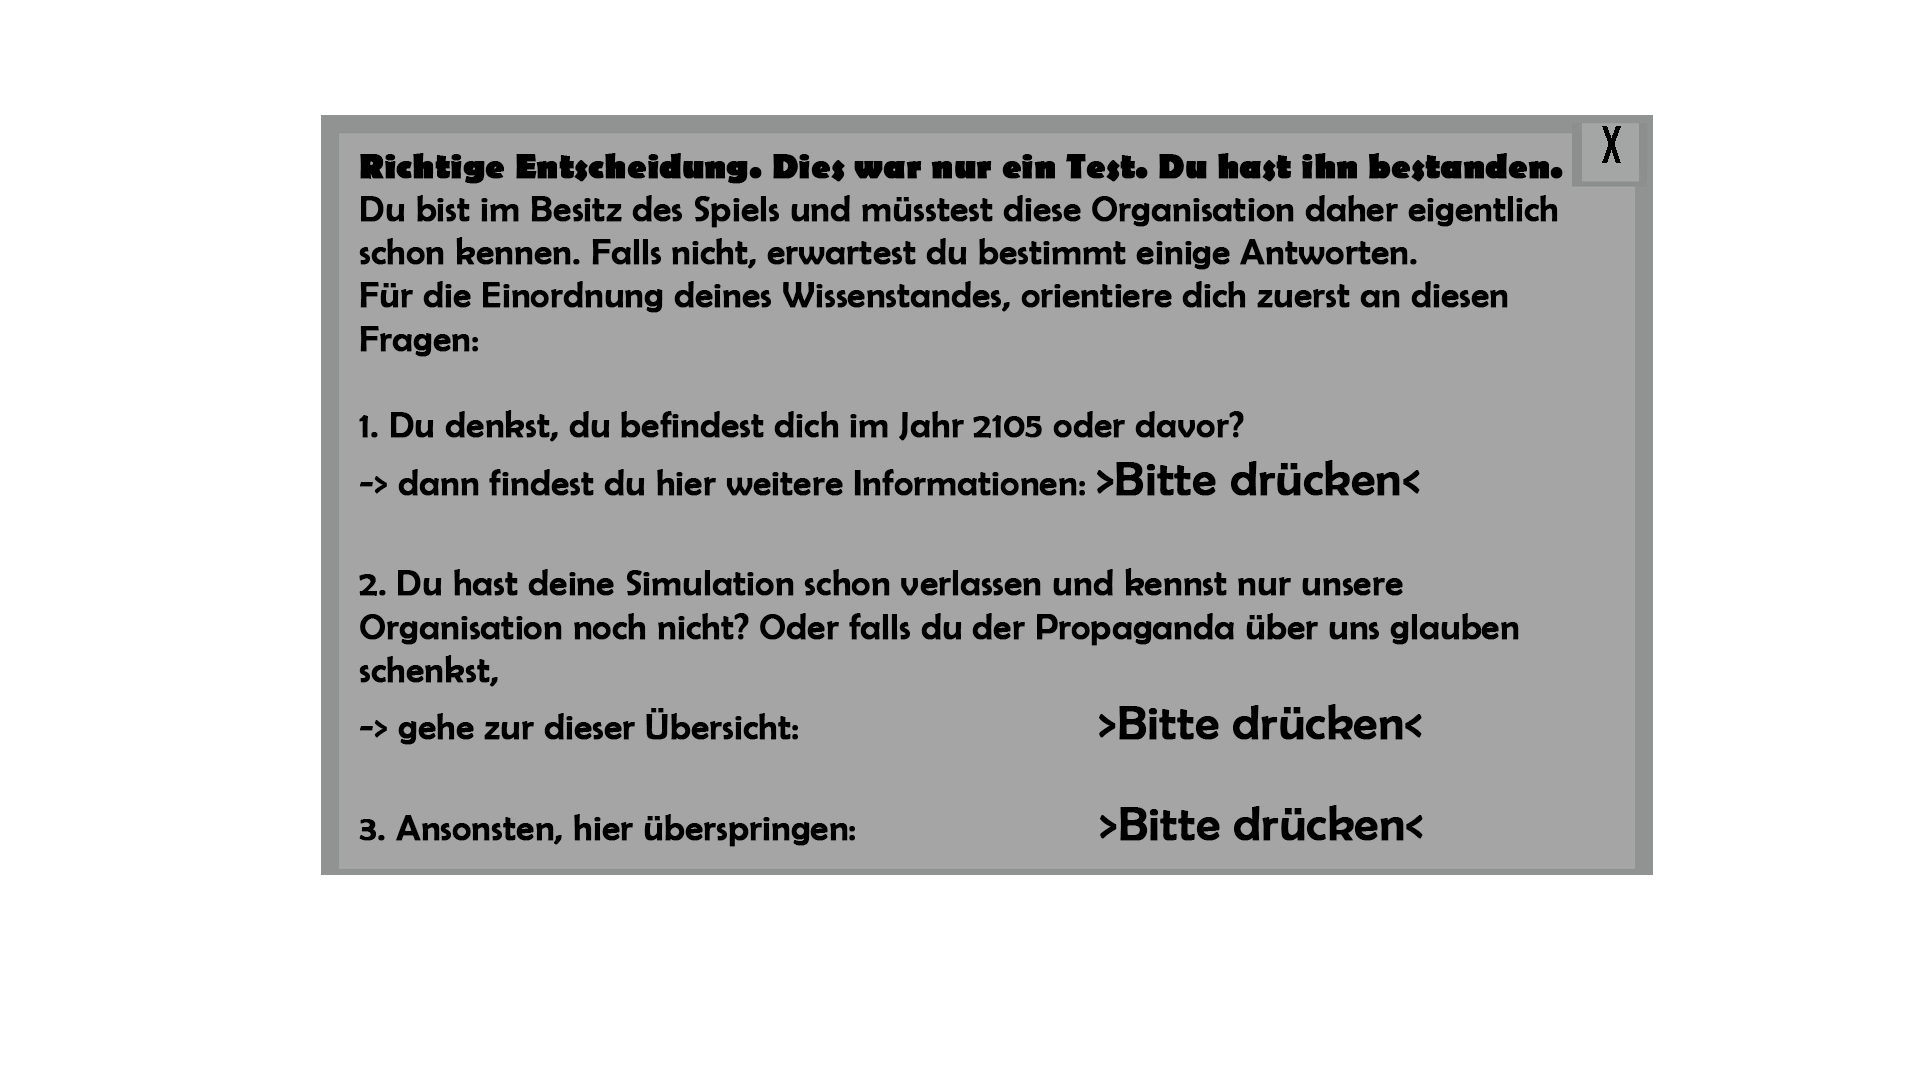 X
Richtige Entscheidung. Dies war nur ein Test. Du hast ihn bestanden.
Du bist im Besitz des Spiels und müsstest diese Organisation daher eigentlich
schon kennen. Falls nicht, erwartest du bestimmt einige Antworten.
Für die Einordnung deines Wissenstandes, orientiere dich zuerst an diesen
Fragen:
1. Du denkst, du befindest dich im Jahr 2105 oder davor?
-> dann findest du hier weitere Informationen: >Bitte drücken<
2. Du hast deine Simulation schon verlassen und kennst nur unsere
Organisation noch nicht? Oder falls du der Propaganda über uns glauben
schenkst,
-> gehe zur dieser Übersicht: >Bitte drücken<
3. Ansonsten, hier überspringen: >Bitte drücken<